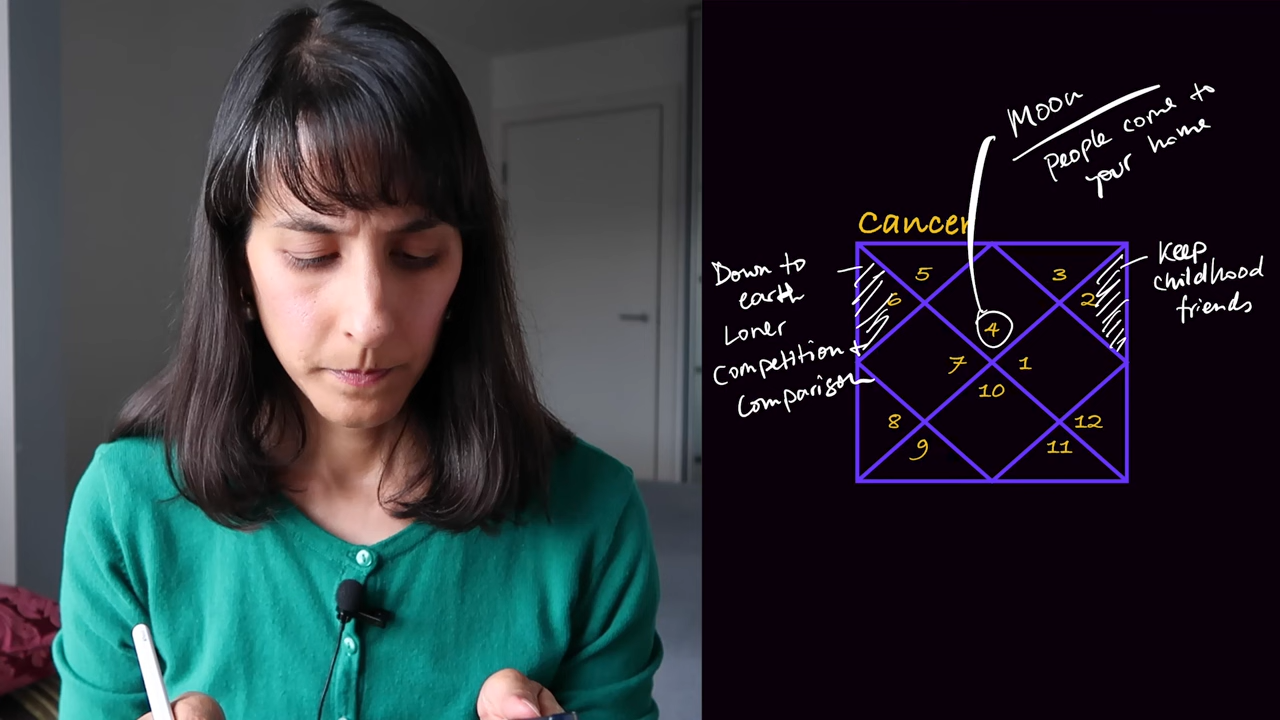 Moon
People come to
your home
Cancer
Down to
earth
Loner
Competition +
Comparison
Keep
childhood
friends
5
3
6
2
4
7
1
10
8
12
9
11